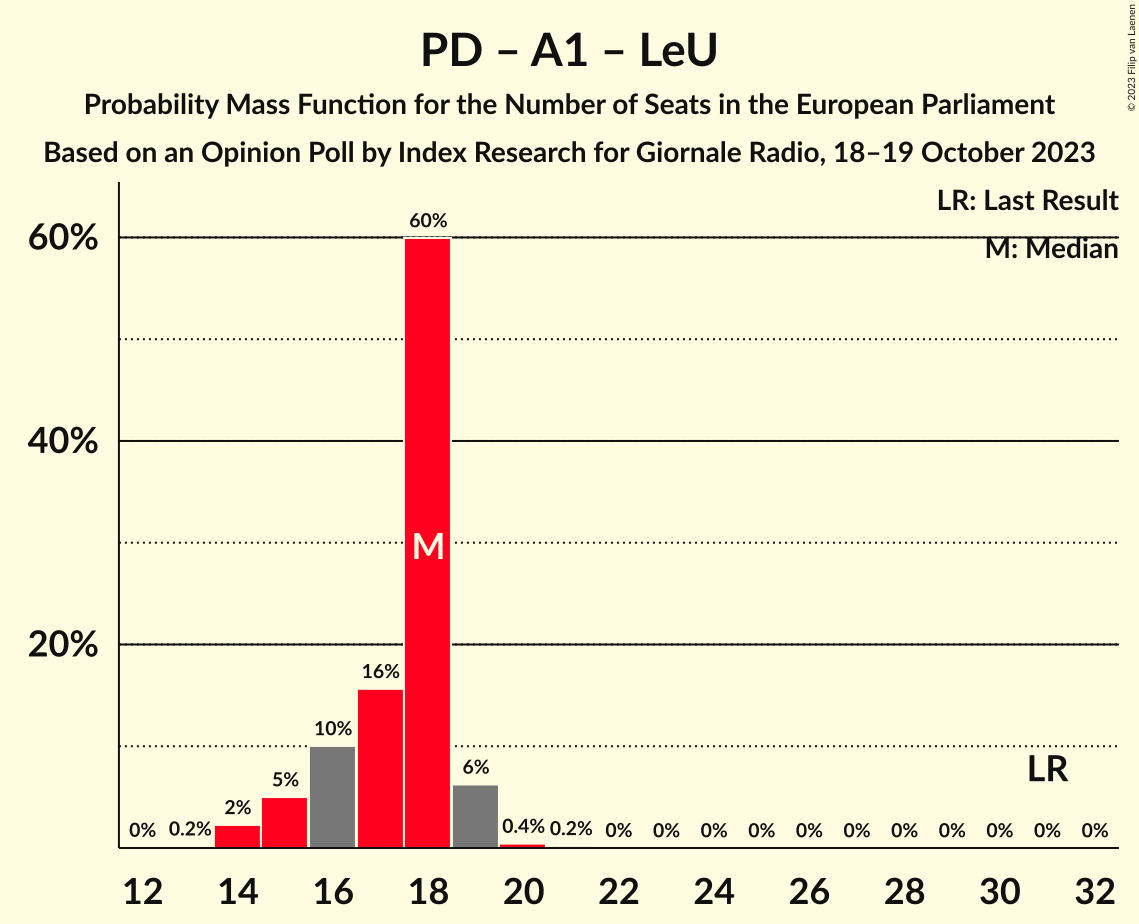 PD – A1 – LeU
Probability Mass Function for the Number of Seats in the European Parliament
Based on an Opinion Poll by Index Research for Giornale Radio, 18–19 October 2023
© 2023 Filip van Laenen
LR: Last Result
M: Median
60%
40%
20%
0%
0.2%
2%
5%
10%
16%
60%
M
6%
0.4%
0.2%
0%
0%
0%
0%
0%
0%
0%
0%
0%
0%
0%
LR
12 14 16 18 20 22 24 26 28 30 32